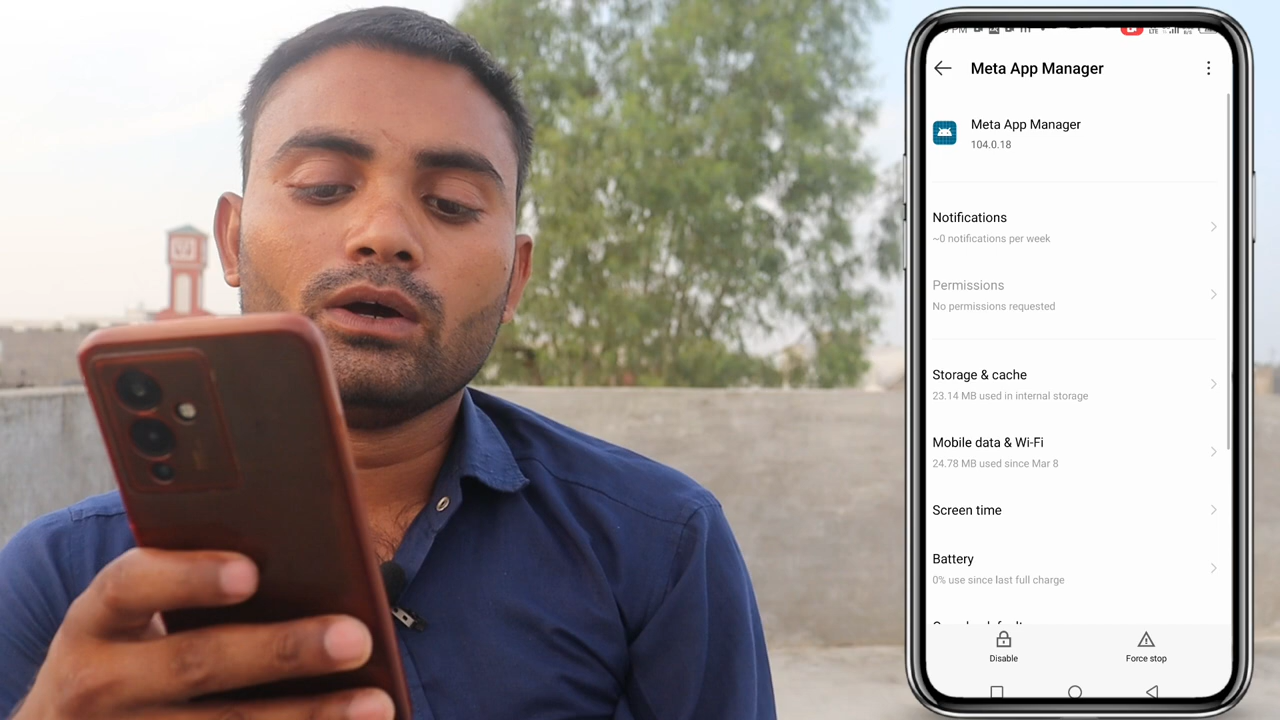 Meta App Manager
Meta App Manager
104.0.18
Notifications
~0 notifications per week
Permissions
No permissions requested
Storage & cache
23.14 MB used in internal storage
Mobile data & Wi-Fi
24.78 MB used since Mar 8
Screen time
Battery
0% use since last full charge
Disable
Force stop